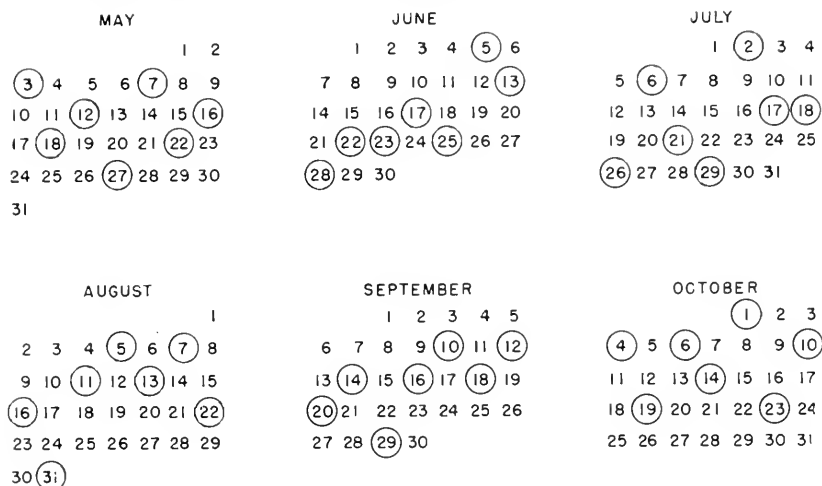 MAY
1 2
3 4 5 6 7 8 9
10 11 12 13 14 15 16
17 18 19 20 21 22 23
24 25 26 27 28 29 30
31
JUNE
1 2 3 4 5 6
7 8 9 10 11 12 13
14 15 16 17 18 19 20
21 22 23 24 25 26 27
28 29 30
JULY
1 2 3 4
5 6 7 8 9 10 11
12 13 14 15 16 17 18
19 20 21 22 23 24 25
26 27 28 29 30 31
AUGUST
1
2 3 4 5 6 7 8
9 10 11 12 13 14 15
16 17 18 19 20 21 22
23 24 25 26 27 28 29
30 31
SEPTEMBER
1 2 3 4 5
6 7 8 9 10 11 12
13 14 15 16 17 18 19
20 21 22 23 24 25 26
27 28 29 30
OCTOBER
1 2 3
4 5 6 7 8 9 10
11 12 13 14 15 16 17
18 19 20 21 22 23 24
25 26 27 28 29 30 31